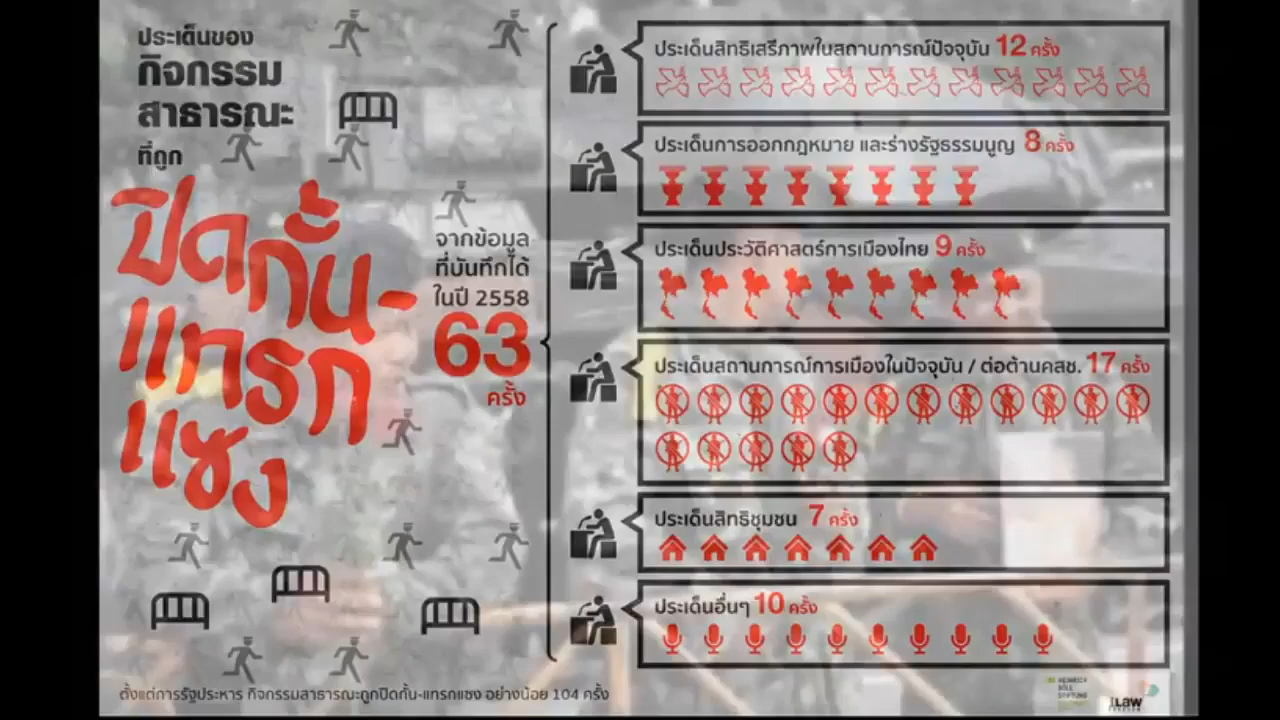 ประเด็นของ
กิจกรรม
สาธารณะ
ที่ถูก
ปิดกั้น-
แทรก
แซง
จากข้อมูล
ที่บันทึกได้
ในปี 2558
63
ครั้ง
ประเด็นสิทธิเสรีภาพในสถานการณ์ปัจจุบัน 12 ครั้ง
ประเด็นการออกกฎหมาย และร่างรัฐธรรมนูญ 8 ครั้ง
ประเด็นประวัติศาสตร์การเมืองไทย 9 ครั้ง
ประเด็นสถานการณ์การเมืองในปัจจุบัน / ต่อต้านคสช. 17 ครั้ง
ประเด็นสิทธิชุมชน 7 ครั้ง
ประเด็นอื่นๆ 10 ครั้ง
ตั้งแต่การรัฐประหาร กิจกรรมสาธารณะถูกปิดกั้น-แทรกแซง อย่างน้อย 104 ครั้ง
HEINRICH
BÖLL
STIFTUNG
iLAW